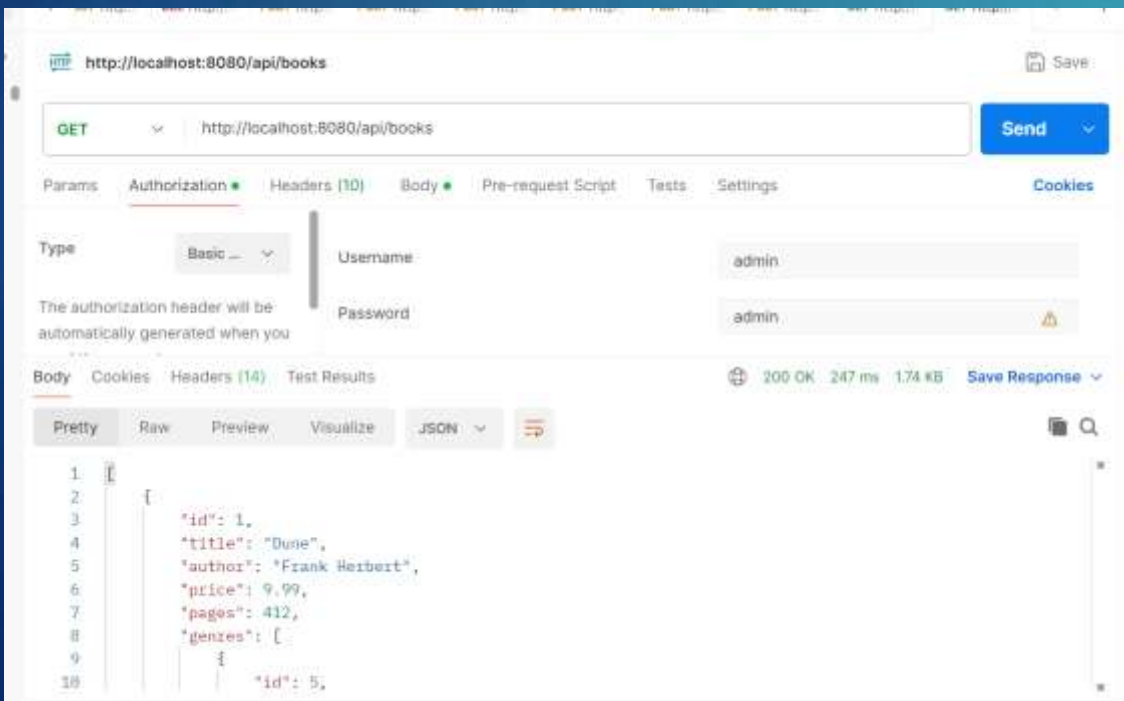 http://localhost:8080/api/books Save
GET http://localhost:8080/api/books Send
Params Authorization Headers (10) Body Pre-request Script Tests Settings Cookies
Type Basic ... Username admin
The authorization header will be Password admin
automatically generated when you
Body Cookies Headers (14) Test Results 200 OK 247 ms 1.74 KB Save Response
Pretty Raw Preview Visualize JSON
1 [
2 {
3 "id": 1,
4 "title": "Dune",
5 "author": "Frank Herbert",
6 "price": 9.99,
7 "pages": 412,
8 "genres": [
9 {
10 "id": 5,